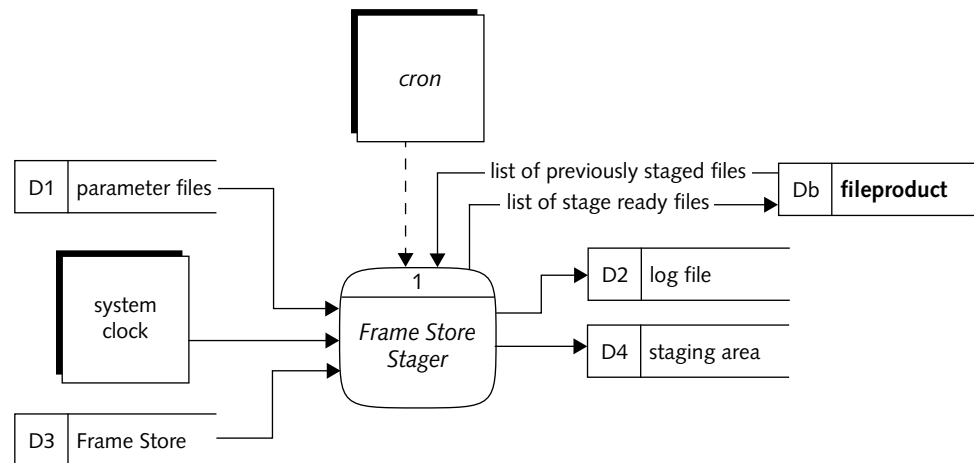 cron
D1 parameter files
list of previously staged files
list of stage ready files
Db fileproduct
system
clock
1
Frame Store
Stager
D2 log file
D4 staging area
D3 Frame Store